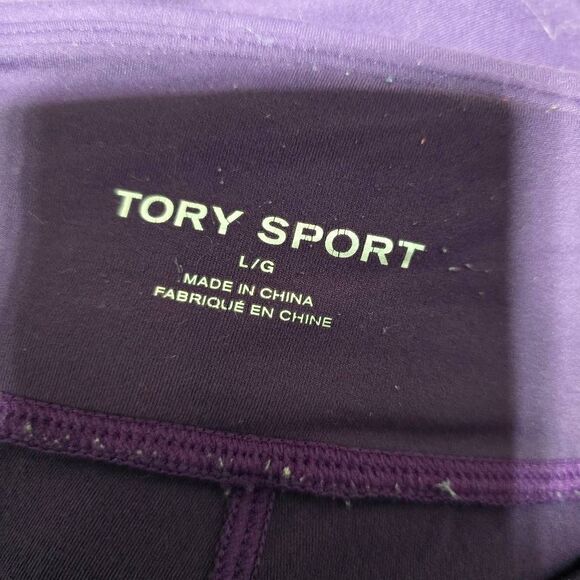 TORY SPORT
L/G
MADE IN CHINA
FABRIQUÉ EN CHINE